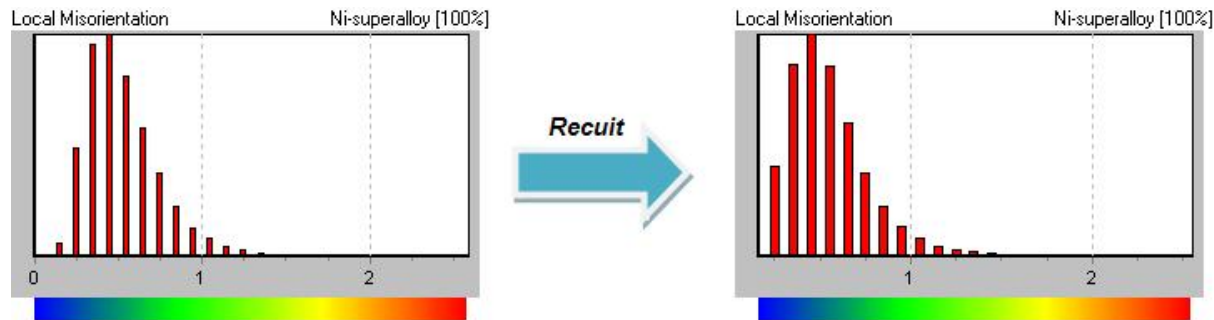 Local Misorientation Ni-superalloy [100%]
0 1 2
Recuit
Local Misorientation Ni-superalloy [100%]
1 2